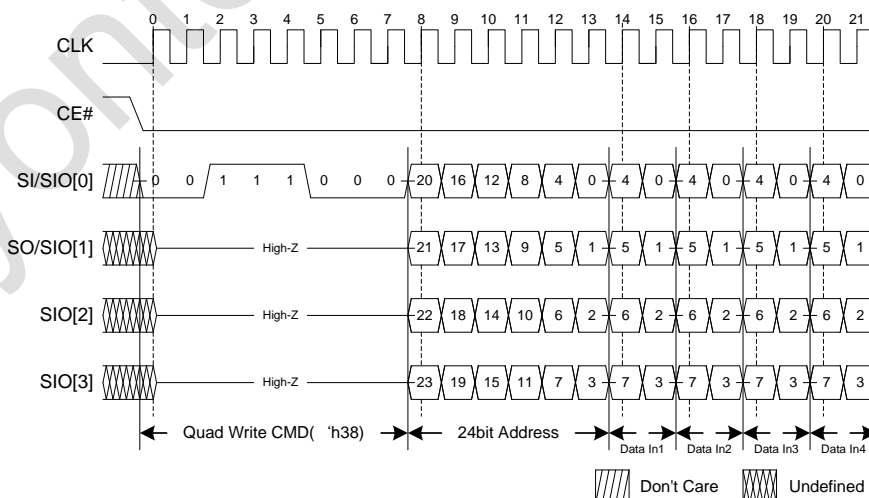 0 1 2 3 4 5 6 7 8 9 10 11 12 13 14 15 16 17 18 19 20 21
CLK
CE#
SI/SIO[0] 0 0 1 1 1 0 0 0 20 16 12 8 4 0 4 0 4 0 4 0 4 0
SO/SIO[1] High-Z 21 17 13 9 5 1 5 1 5 1 5 1 5 1
SIO[2] High-Z 22 18 14 10 6 2 6 2 6 2 6 2 6 2
SIO[3] High-Z 23 19 15 11 7 3 7 3 7 3 7 3 7 3
Quad Write CMD( 'h38) 24bit Address
Data In1 Data In2 Data In3 Data In4
Don't Care Undefined